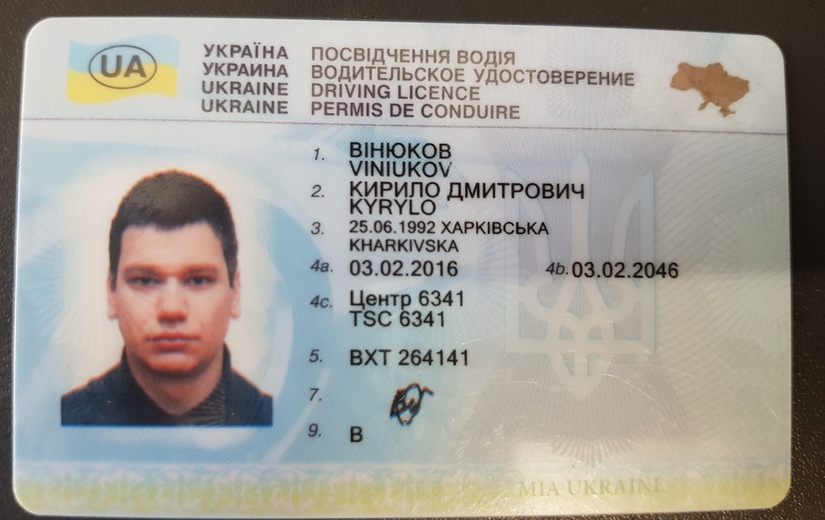 UA
УКРАЇНА ПОСВІДЧЕННЯ ВОДІЯ
УКРАИНА ВОДИТЕЛЬСКОЕ УДОСТОВЕРЕНИЕ
UKRAINE DRIVING LICENCE
UKRAINE PERMIS DE CONDUIRE
1. ВІНЮКОВ
VINIUKOV
2. КИРИЛО ДМИТРОВИЧ
KYRYLO
3. 25.06.1992 ХАРКІВСЬКА
KHARKIVSKA
4a. 03.02.2016 4b. 03.02.2046
4c. Центр 6341
TSC 6341
5. BXT 264141
7.
9. B
MIA UKRAINE